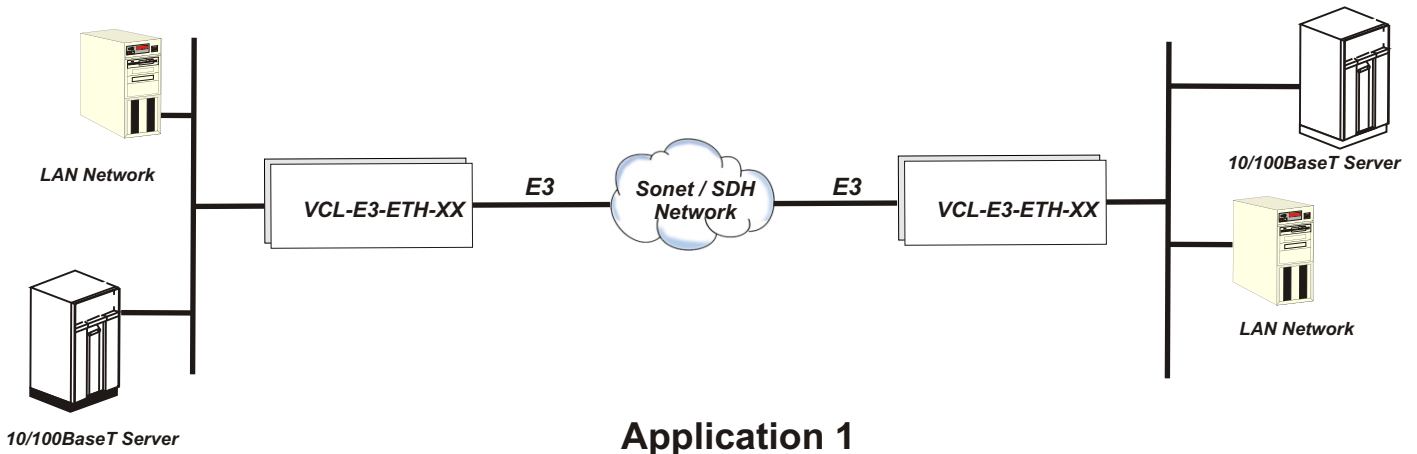 LAN Network
10/100BaseT Server
VCL-E3-ETH-XX
E3
Sonet / SDH
Network
E3
VCL-E3-ETH-XX
10/100BaseT Server
LAN Network
Application 1